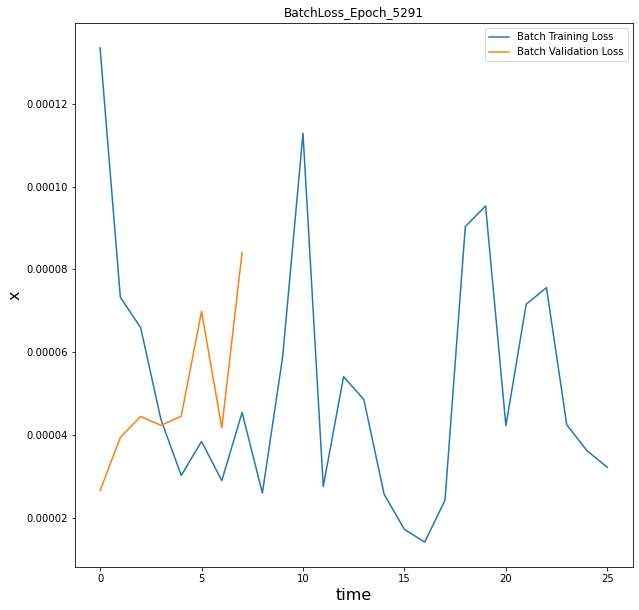 BatchLoss_Epoch_5291
Batch Training Loss
Batch Validation Loss
0.00012
0.00010
0.00008
0.00006
0.00004
0.00002
x
0 5 10 15 20 25
time